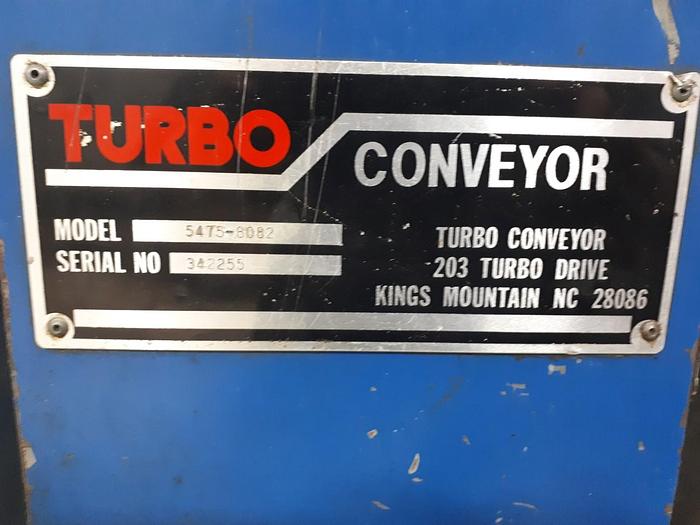 TURBO
CONVEYOR
MODEL 5475-8082
SERIAL NO 342255
TURBO CONVEYOR
203 TURBO DRIVE
KINGS MOUNTAIN NC 28086